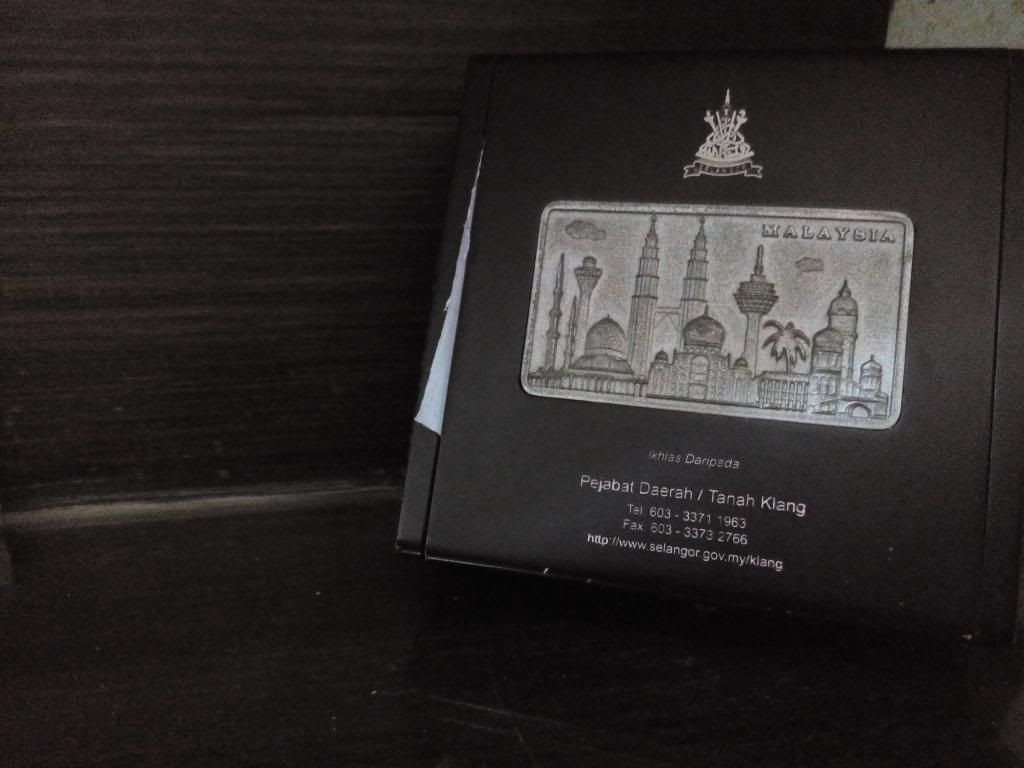 SELANGOR
MALAYSIA
Ikhlas Daripada
Pejabat Daerah / Tanah Klang
Tel: 603 - 3371 1963
Fax: 603 - 3373 2766
http://www.selangor.gov.my/klang